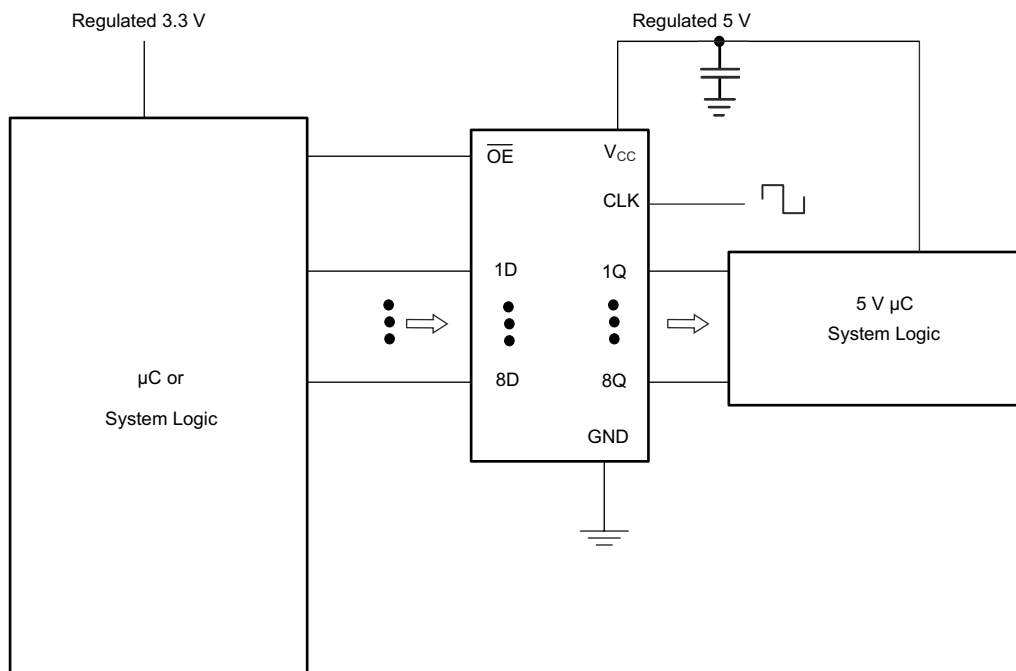 Regulated 3.3 V
Regulated 5 V
OE
V_CC
CLK
1D
1Q
5 V µC
System Logic
µC or
System Logic
8D
8Q
GND